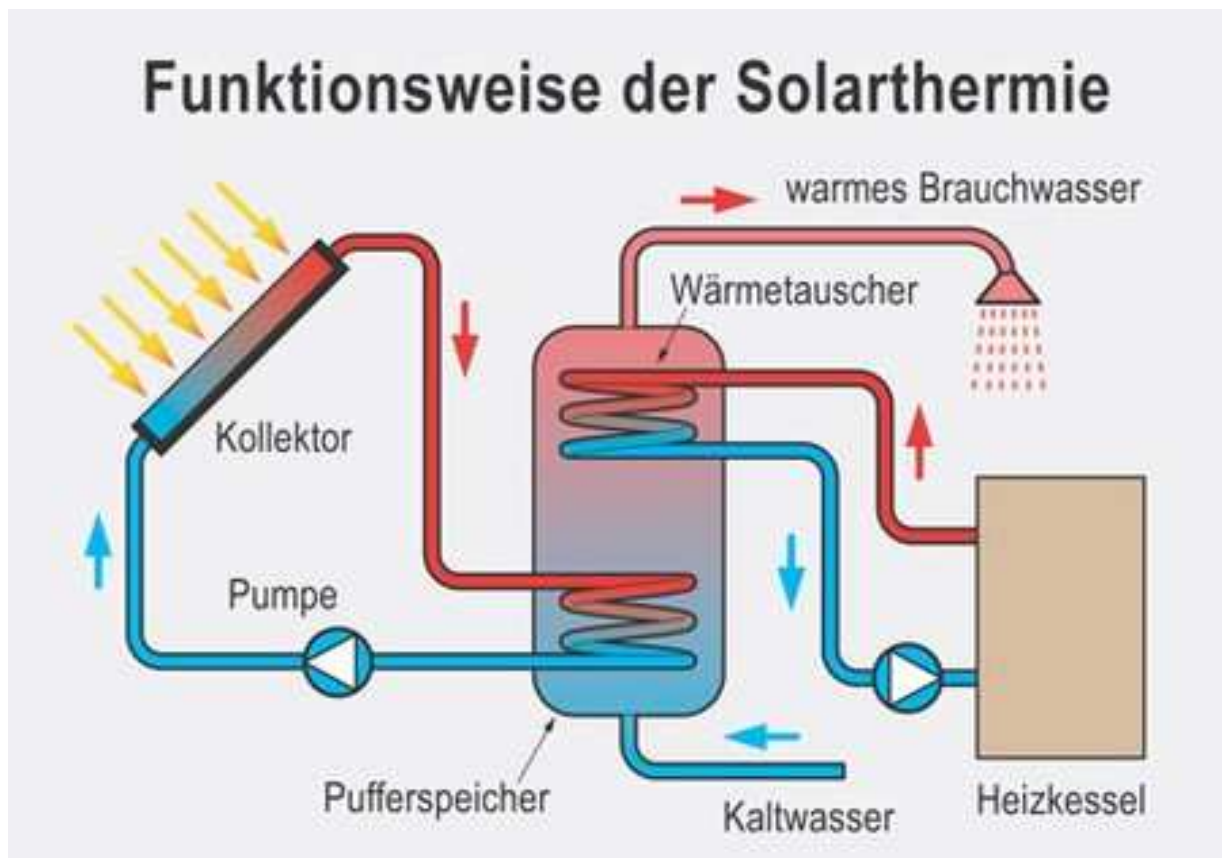 Funktionsweise der Solarthermie
warmes Brauchwasser
Wärmetauscher
Kollektor
Pumpe
Pufferspeicher
Kaltwasser
Heizkessel